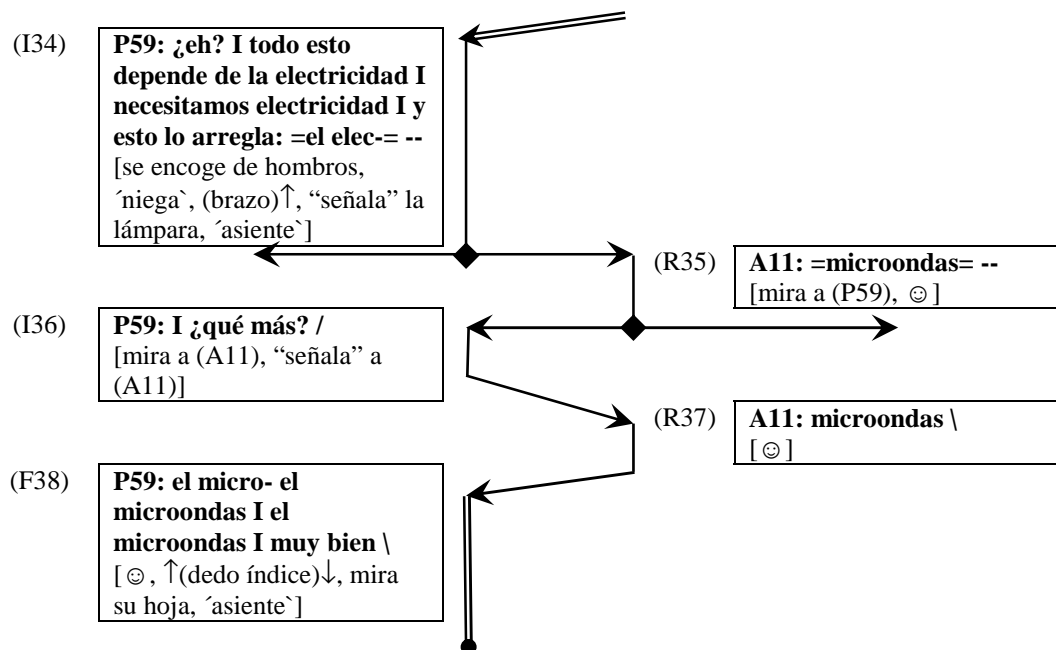 (I34)
P59: ¿eh? I todo esto
depende de la electricidad I
necesitamos electricidad I y
esto lo arregla: =el elec-= --
[se encoge de hombros,
´niega`, (brazo)↑, “señala” la
lámpara, ´asiente`]
(R35)
A11: =microondas= --
[mira a (P59), ☺]
(I36)
P59: I ¿qué más? /
[mira a (A11), “señala” a
(A11)]
(R37)
A11: microondas \
[☺]
(F38)
P59: el micro- el
microondas I el
microondas I muy bien \
[☺, ↑(dedo índice)↓, mira
su hoja, ´asiente`]